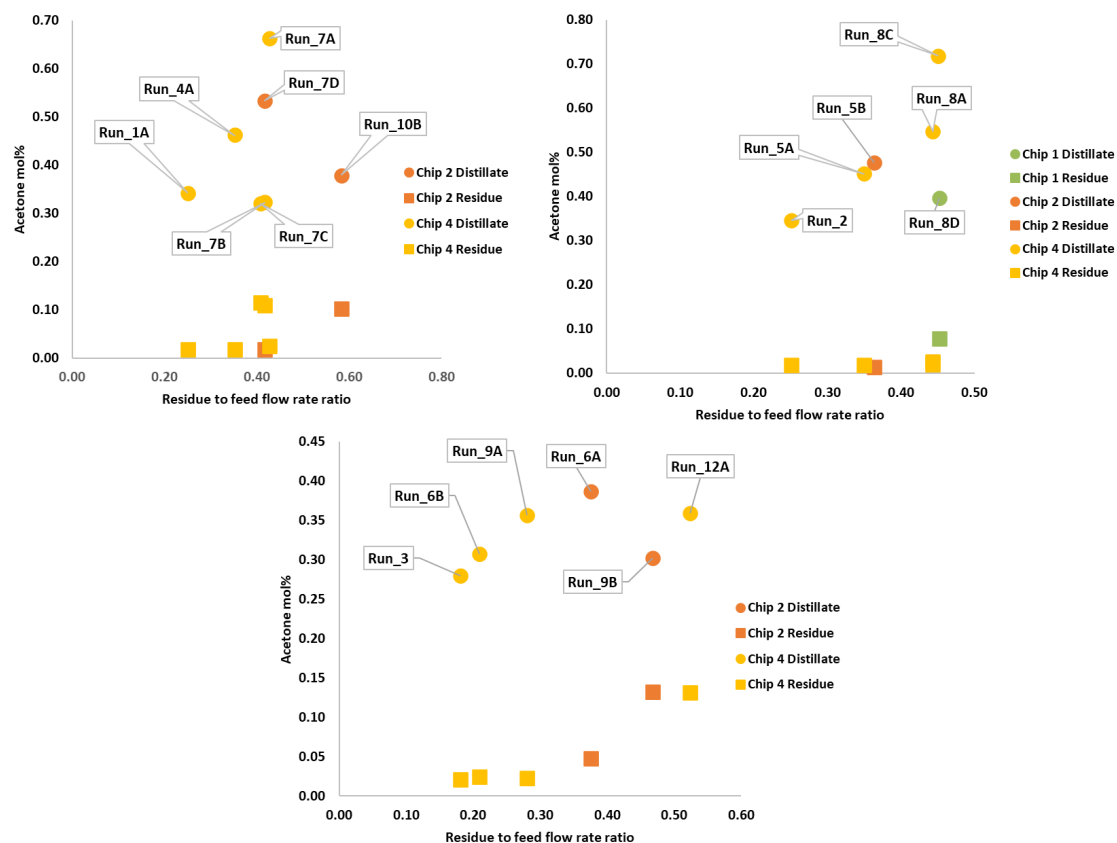 0.70
0.60
0.50
0.40
0.30
0.20
0.10
0.00
Acetone mol%
0.00 0.20 0.40 0.60 0.80
Residue to feed flow rate ratio
Run_7A
Run_4A
Run_7D
Run_1A
Run_10B
Run_7B
Run_7C
Chip 2 Distillate
Chip 2 Residue
Chip 4 Distillate
Chip 4 Residue
0.80
0.70
0.60
0.50
0.40
0.30
0.20
0.10
0.00
Acetone mol%
0.00 0.10 0.20 0.30 0.40 0.50
Residue to feed flow rate ratio
Run_8C
Run_8A
Run_5B
Run_5A
Run_2
Run_8D
Chip 1 Distillate
Chip 1 Residue
Chip 2 Distillate
Chip 2 Residue
Chip 4 Distillate
Chip 4 Residue
0.45
0.40
0.35
0.30
0.25
0.20
0.15
0.10
0.05
0.00
Acetone mol%
0.00 0.10 0.20 0.30 0.40 0.50 0.60
Residue to feed flow rate ratio
Run_9A
Run_6A
Run_12A
Run_6B
Run_3
Run_9B
Chip 2 Distillate
Chip 2 Residue
Chip 4 Distillate
Chip 4 Residue